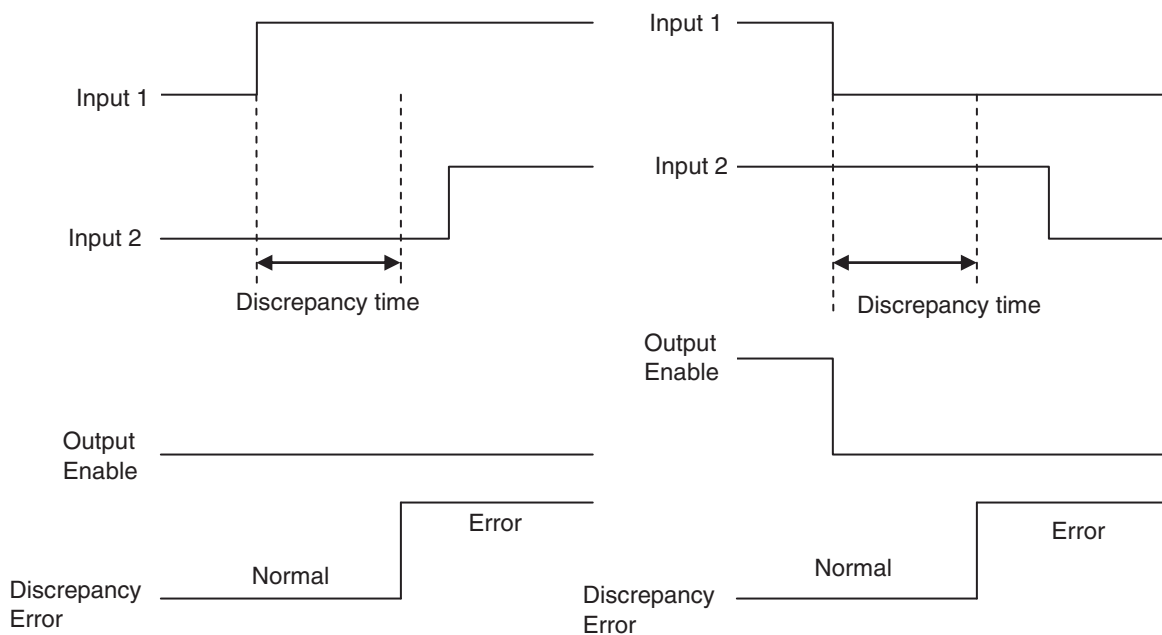 Input 1
Input 2
Discrepancy time
Output
Enable
Normal
Error
Discrepancy
Error
Input 1
Input 2
Discrepancy time
Output
Enable
Normal
Error
Discrepancy
Error